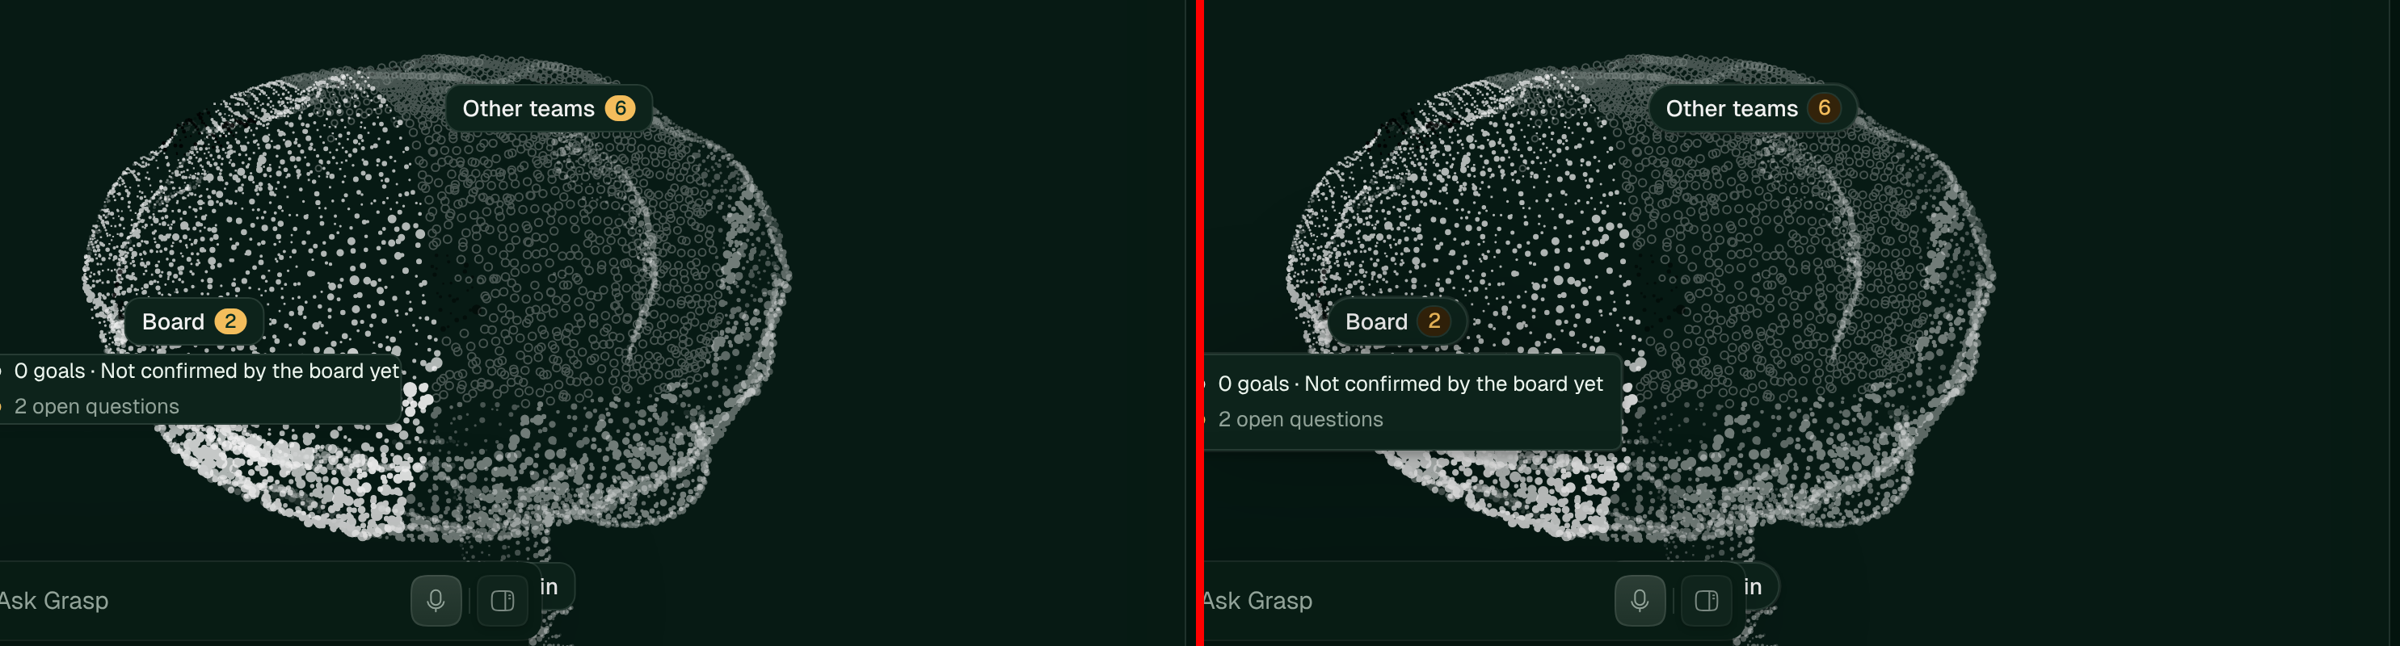 Other teams 6
Board 2
0 goals · Not confirmed by the board yet
2 open questions
in
Ask Grasp
Other teams 6
Board 2
0 goals · Not confirmed by the board yet
2 open questions
in
Ask Grasp